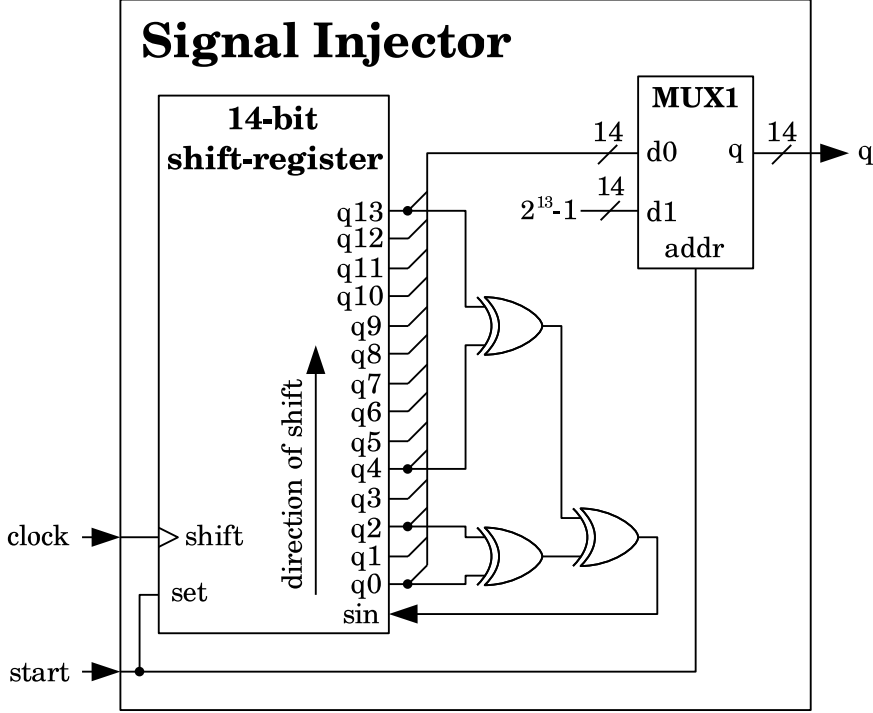 Signal Injector
14-bit
shift-register
MUX1
14
d0
q
14
q
14
2¹³-1
d1
addr
q13
q12
q11
q10
q9
q8
q7
q6
q5
q4
q3
q2
q1
q0
sin
direction of shift
clock
shift
set
start